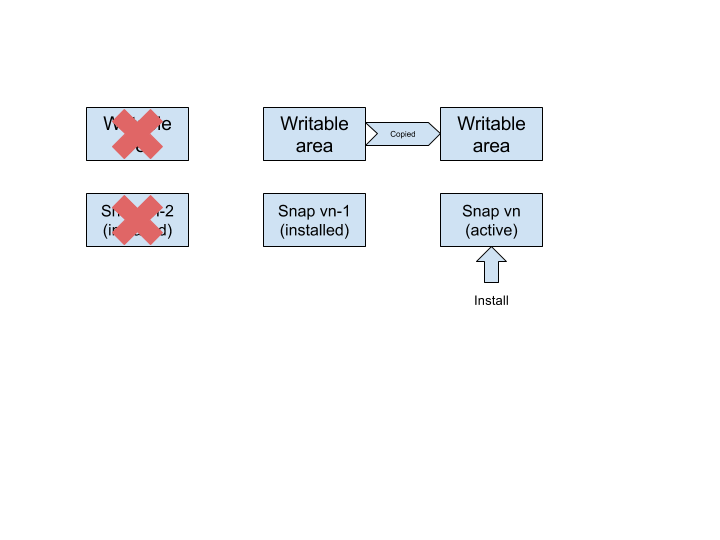 Writable
area
Copied
Writable
area
Snap vn-1
(installed)
Snap vn
(active)
Install